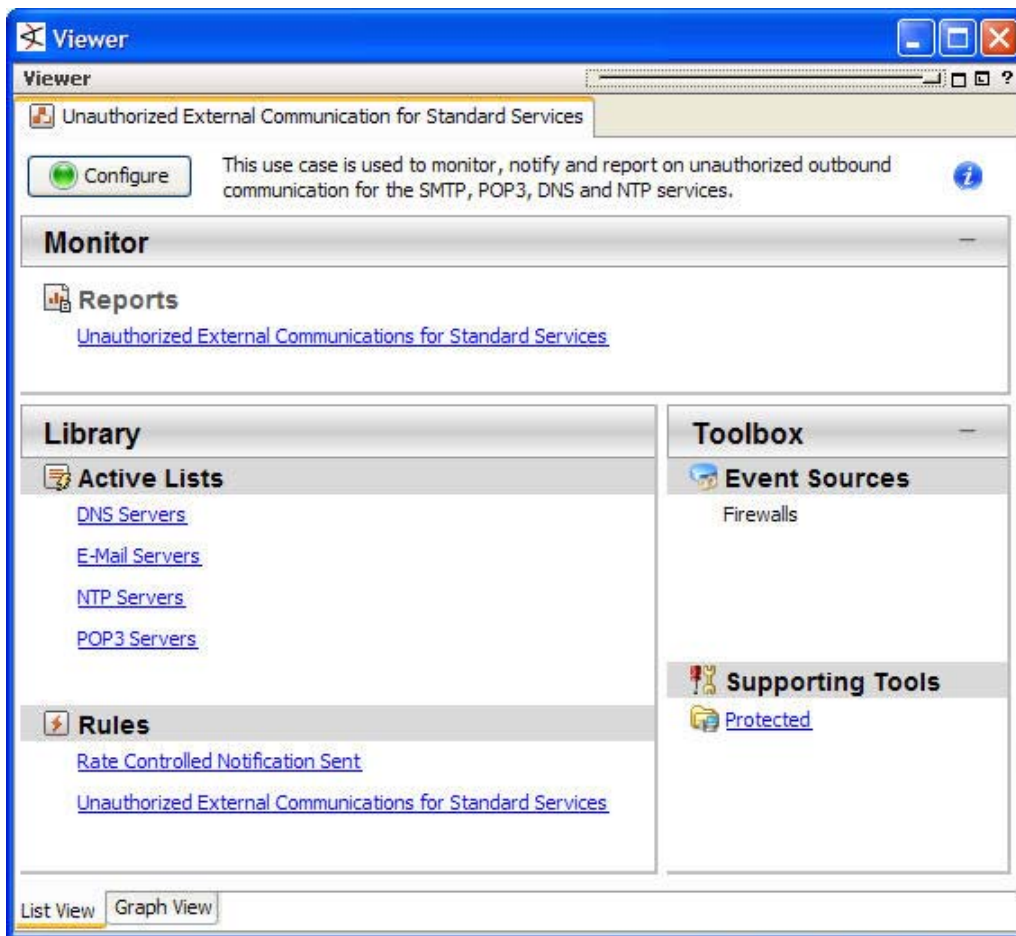 Viewer
Viewer
?
Unauthorized External Communication for Standard Services
Configure
This use case is used to monitor, notify and report on unauthorized outbound
communication for the SMTP, POP3, DNS and NTP services.
Monitor
Reports
Unauthorized External Communications for Standard Services
Library
Active Lists
DNS Servers
E-Mail Servers
NTP Servers
POP3 Servers
Rules
Rate Controlled Notification Sent
Unauthorized External Communications for Standard Services
Toolbox
Event Sources
Firewalls
Supporting Tools
Protected
List View
Graph View